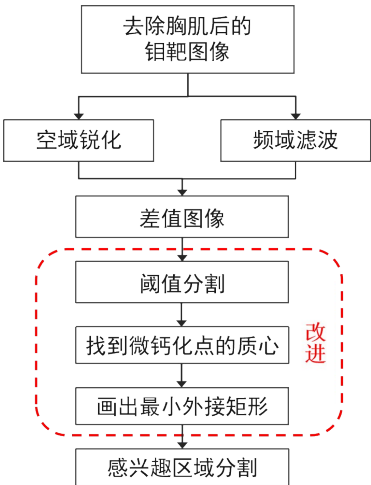 去除胸肌后的
钼靶图像
空域锐化
频域滤波
差值图像
阈值分割
找到微钙化点的质心
改进
画出最小外接矩形
感兴趣区域分割